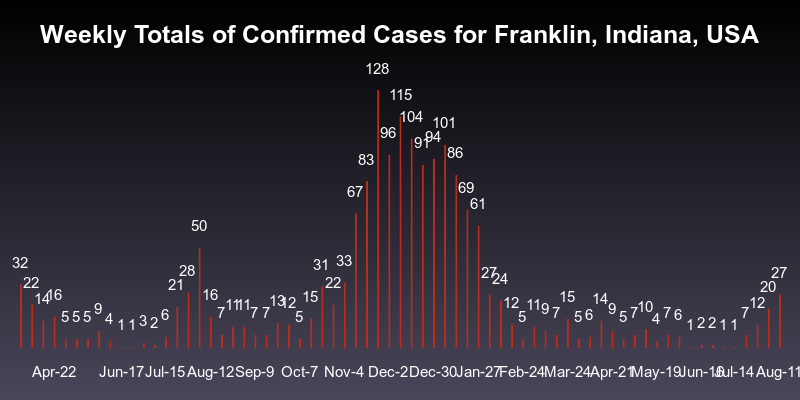 Weekly Totals of Confirmed Cases for Franklin, Indiana, USA
32 22 14 16 5 5 5 9 4 1 1 3 2 6 21 28 50 16 7 11 11 7 7 13 12 5 15 31 22 33 67 83 128 96 115 104 91 94 101 86 69 61 27 24 12 5 11 9 7 15 5 6 14 9 5 7 10 4 7 6 1 2 2 1 1 7 12 20 27
Apr-22 Jun-17 Jul-15 Aug-12 Sep-9 Oct-7 Nov-4 Dec-2 Dec-30 Jan-27 Feb-24 Mar-24 Apr-21 May-19 Jun-16 Jul-14 Aug-11